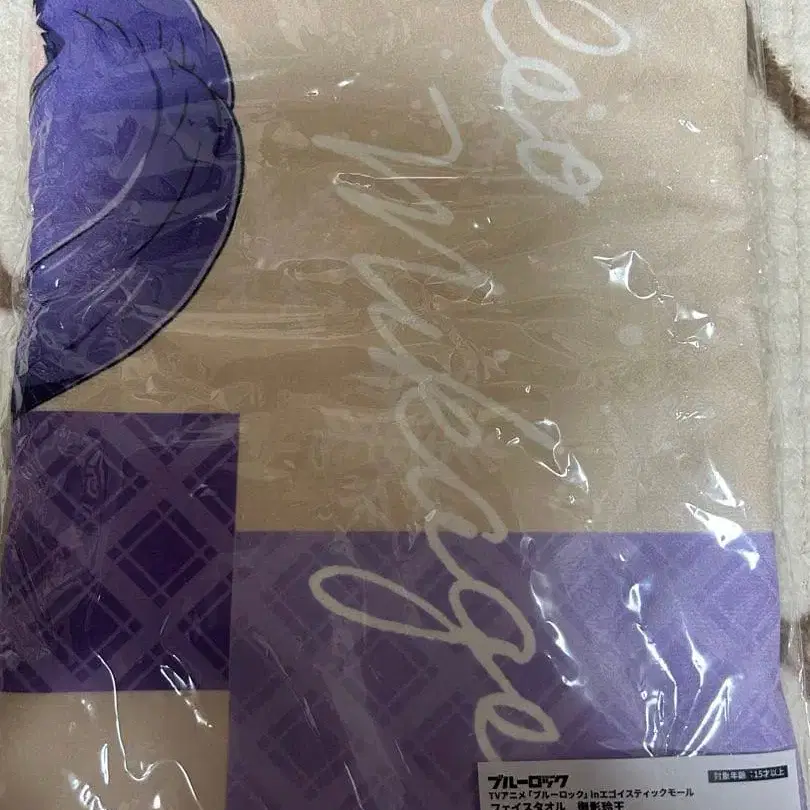 eio
Mikage
ブルーロック
対象年齢：15才以上
TVアニメ「ブルーロック」inエゴイスティックモール
フェイスタオル 御影玲王